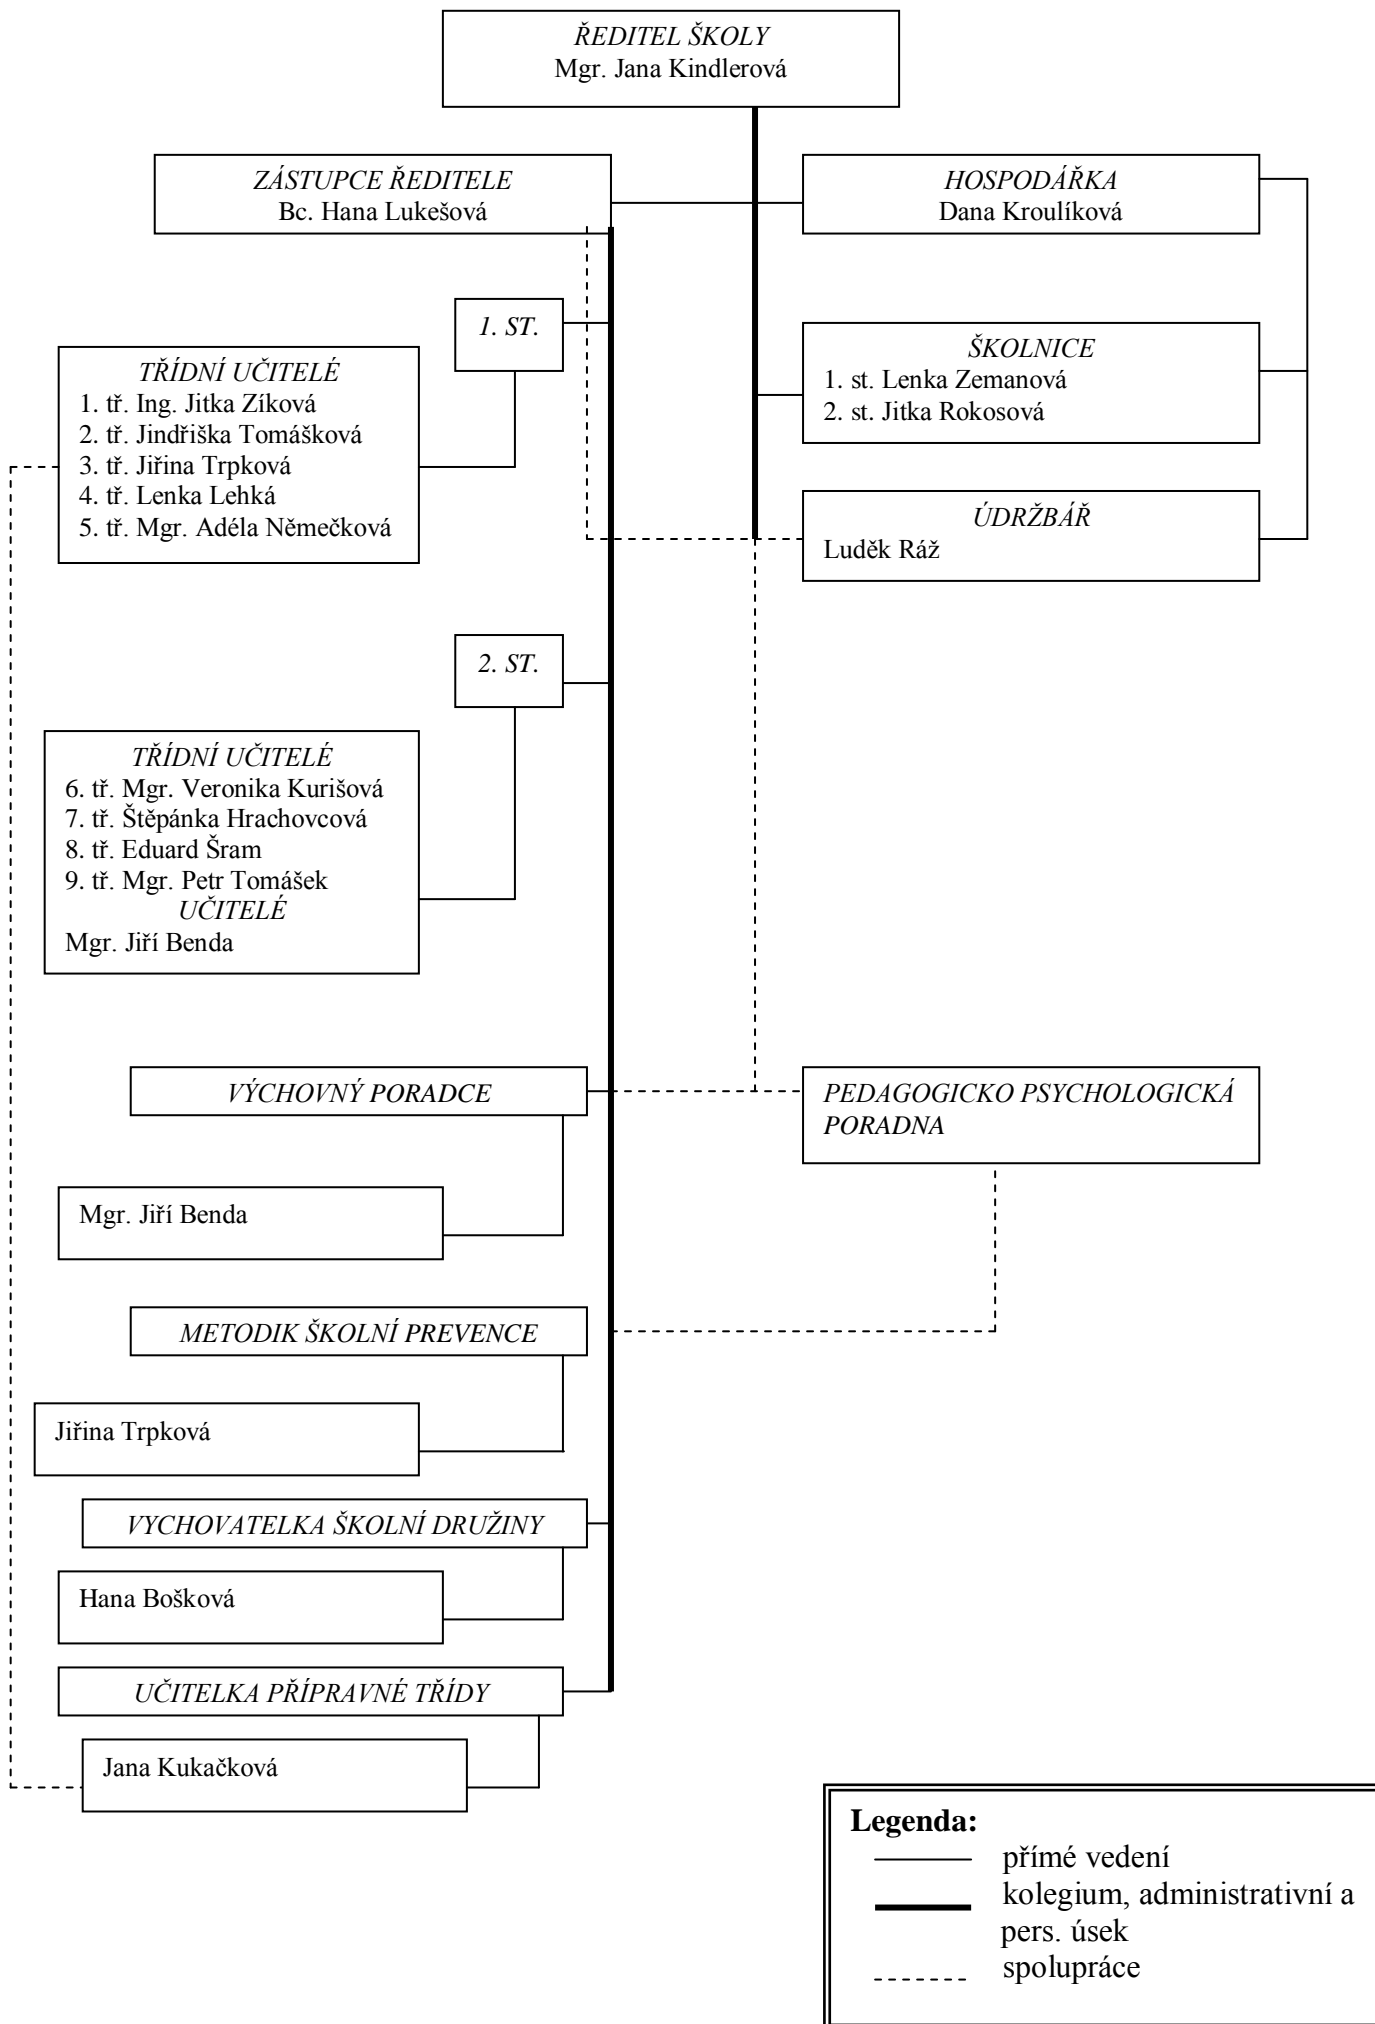 ŘEDITEL ŠKOLY
Mgr. Jana Kindlerová
ZÁSTUPCE ŘEDITELE
Bc. Hana Lukešová
HOSPODÁŘKA
Dana Kroulíková
1. ST.
TŘÍDNÍ UČITELÉ
1. tř. Ing. Jitka Zíková
2. tř. Jindřiška Tomášková
3. tř. Jiřina Trpková
4. tř. Lenka Lehká
5. tř. Mgr. Adéla Němečková
ŠKOLNICE
1. st. Lenka Zemanová
2. st. Jitka Rokosová
ÚDRŽBÁŘ
Luděk Ráž
2. ST.
TŘÍDNÍ UČITELÉ
6. tř. Mgr. Veronika Kurišová
7. tř. Štěpánka Hrachovcová
8. tř. Eduard Šram
9. tř. Mgr. Petr Tomášek
UČITELÉ
Mgr. Jiří Benda
VÝCHOVNÝ PORADCE
PEDAGOGICKO PSYCHOLOGICKÁ
PORADNA
Mgr. Jiří Benda
METODIK ŠKOLNÍ PREVENCE
Jiřina Trpková
VYCHOVATELKA ŠKOLNÍ DRUŽINY
Hana Bošková
UČITELKA PŘÍPRAVNÉ TŘÍDY
Jana Kukačková
Legenda:
přímé vedení
kolegium, administrativní a
pers. úsek
spolupráce